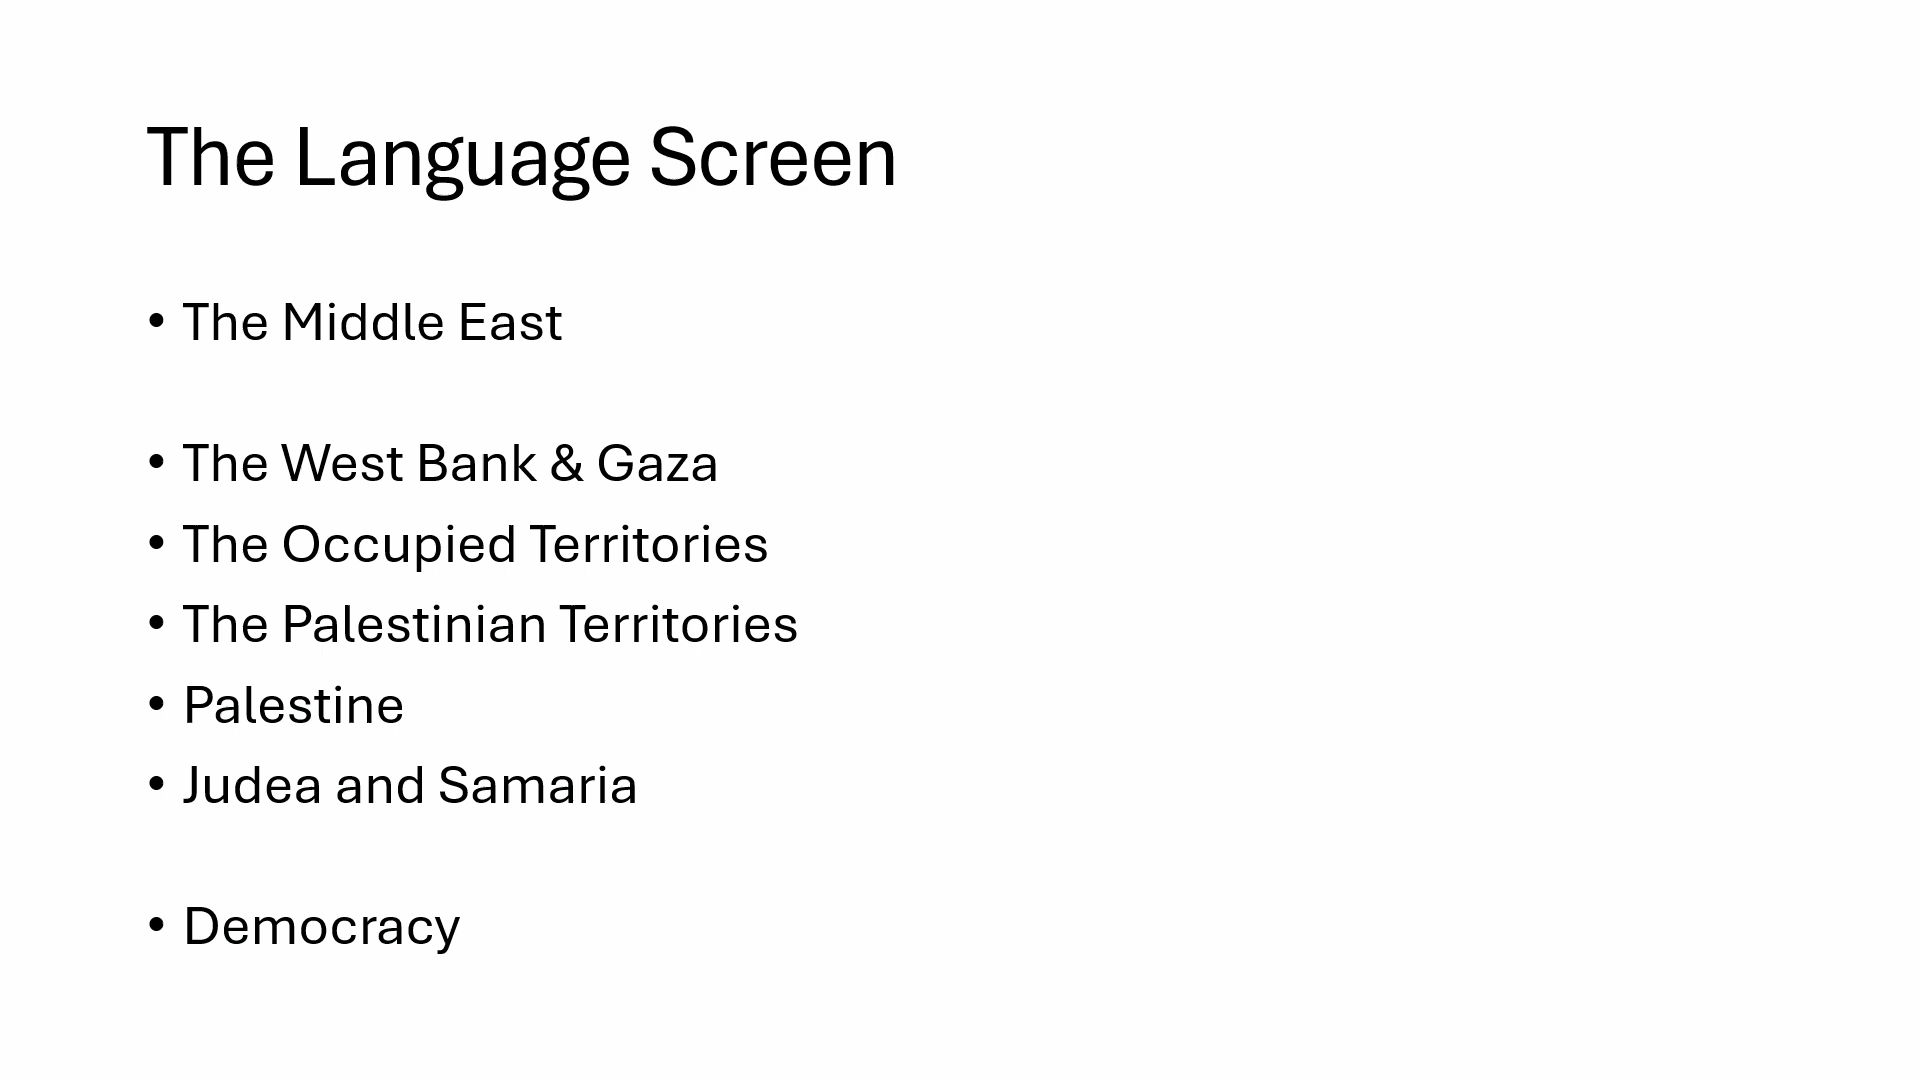 The Language Screen
• The Middle East
• The West Bank & Gaza
• The Occupied Territories
• The Palestinian Territories
• Palestine
• Judea and Samaria
• Democracy